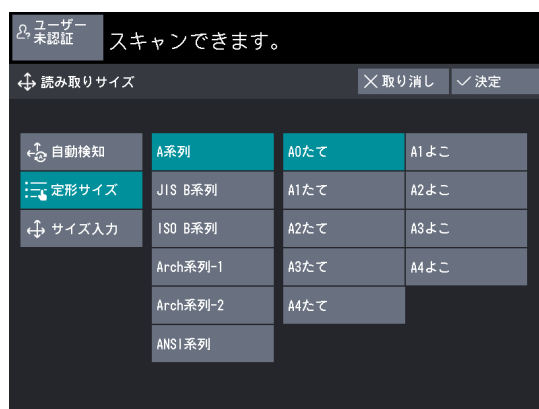 ユーザー
未認証
スキャンできます。
読み取りサイズ
取り消し
決定
自動検知
定形サイズ
サイズ入力
A系列
JIS B系列
ISO B系列
Arch系列-1
Arch系列-2
ANSI系列
A0たて
A1たて
A2たて
A3たて
A4たて
A1よこ
A2よこ
A3よこ
A4よこ